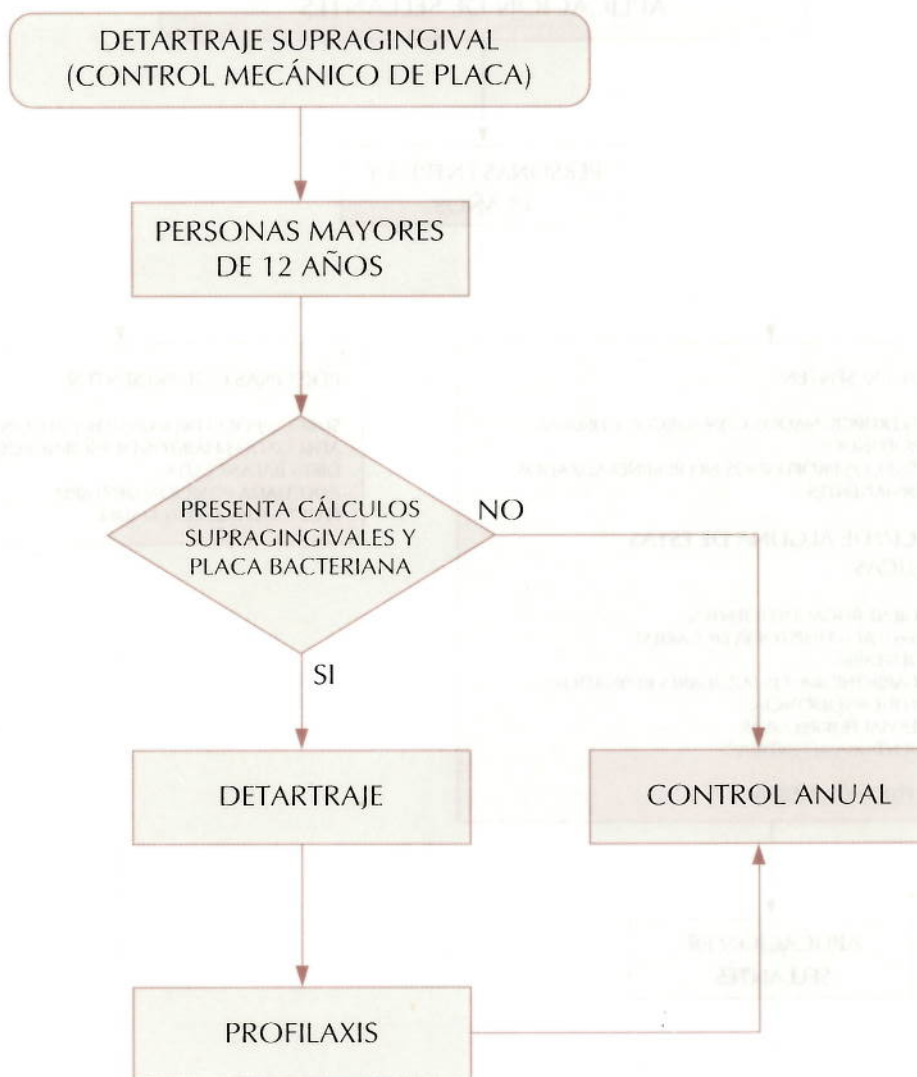 DETARTRAJE SUPRAGINGIVAL
(CONTROL MECÁNICO DE PLACA)
PERSONAS MAYORES
DE 12 AÑOS
PRESENTA CÁLCULOS
SUPRAGINGIVALES Y
PLACA BACTERIANA
NO
SI
DETARTRAJE
CONTROL ANUAL
PROFILAXIS